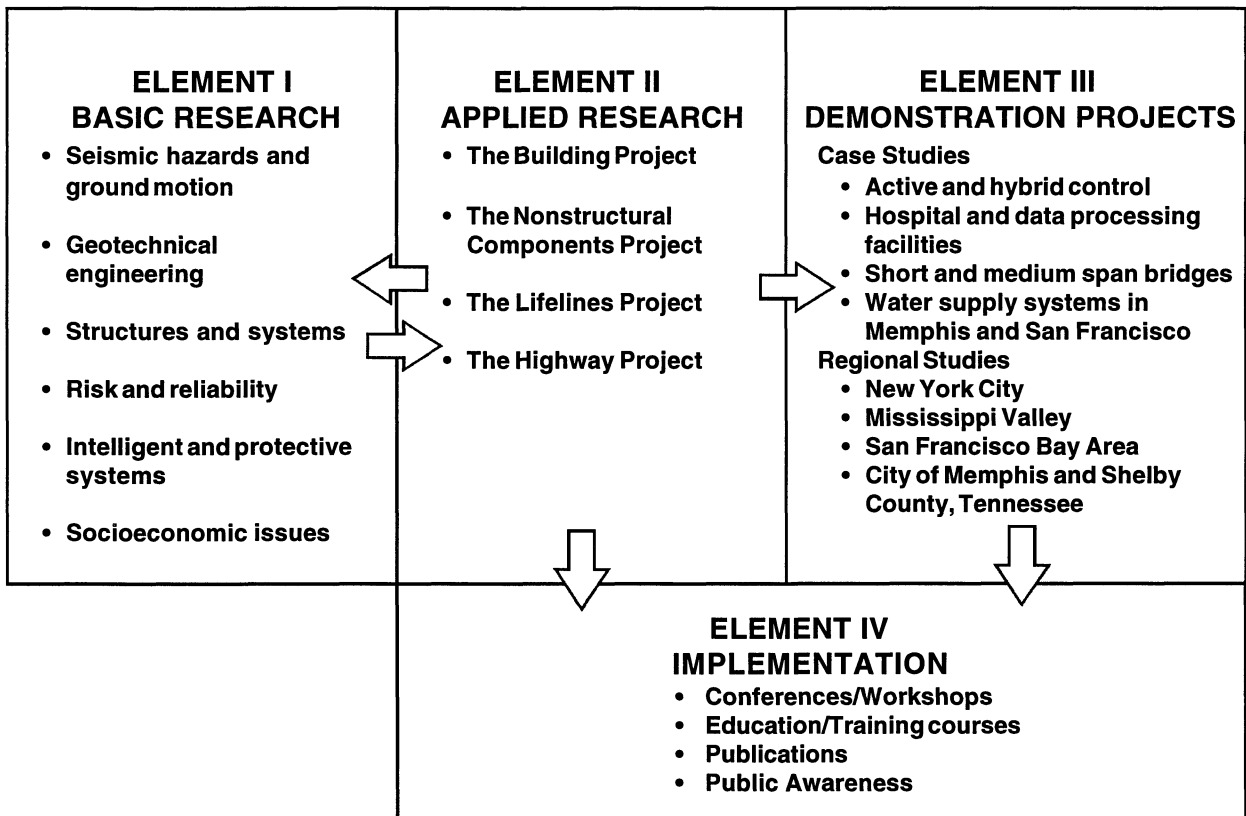 ELEMENT I
BASIC RESEARCH
• Seismic hazards and
ground motion
• Geotechnical
engineering
• Structures and systems
• Risk and reliability
• Intelligent and protective
systems
• Socioeconomic issues
ELEMENT II
APPLIED RESEARCH
• The Building Project
• The Nonstructural
Components Project
• The Lifelines Project
• The Highway Project
ELEMENT III
DEMONSTRATION PROJECTS
Case Studies
• Active and hybrid control
• Hospital and data processing
facilities
• Short and medium span bridges
• Water supply systems in
Memphis and San Francisco
Regional Studies
• New York City
• Mississippi Valley
• San Francisco Bay Area
• City of Memphis and Shelby
County, Tennessee
ELEMENT IV
IMPLEMENTATION
• Conferences/Workshops
• Education/Training courses
• Publications
• Public Awareness